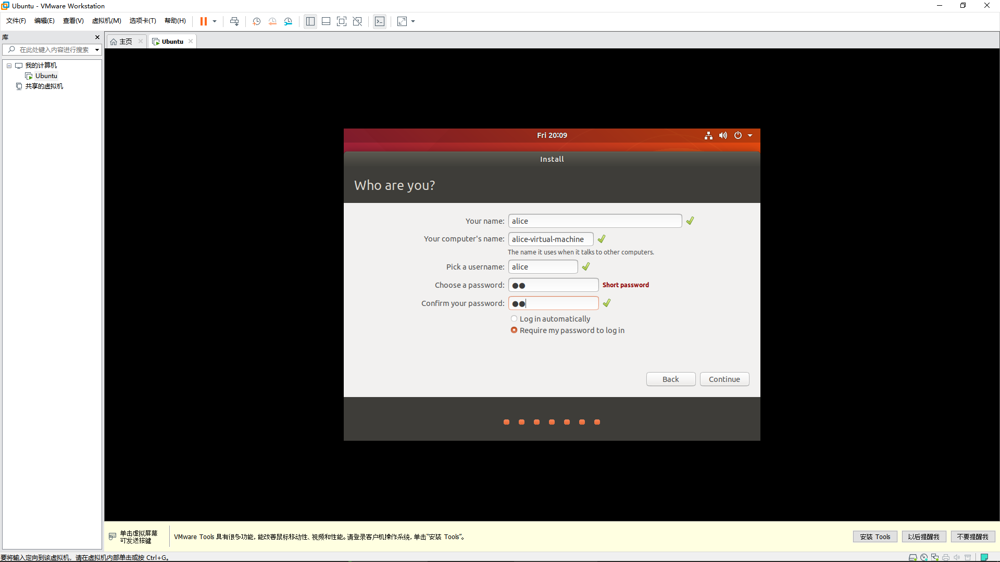 Ubuntu - VMware Workstation
文件(F) 编辑(E) 查看(V) 虚拟机(M) 选项卡(T) 帮助(H)
库
在此处键入内容进行搜索
我的计算机
Ubuntu
共享的虚拟机
主页
Ubuntu
Fri 20:09
Install
Who are you?
Your name: alice
Your computer's name: alice-virtual-machine
The name it uses when it talks to other computers.
Pick a username: alice
Choose a password: ●● Short password
Confirm your password: ●●
Log in automatically
Require my password to log in
Back Continue
单击虚拟屏幕
可发送按键
VMware Tools 具有很多功能，能改善鼠标移动性、视频和性能。请登录客户机操作系统，单击“安装 Tools”。
安装 Tools 以后提醒我 不要提醒我
要将输入定向到该虚拟机，请在虚拟机内部单击或按 Ctrl+G。